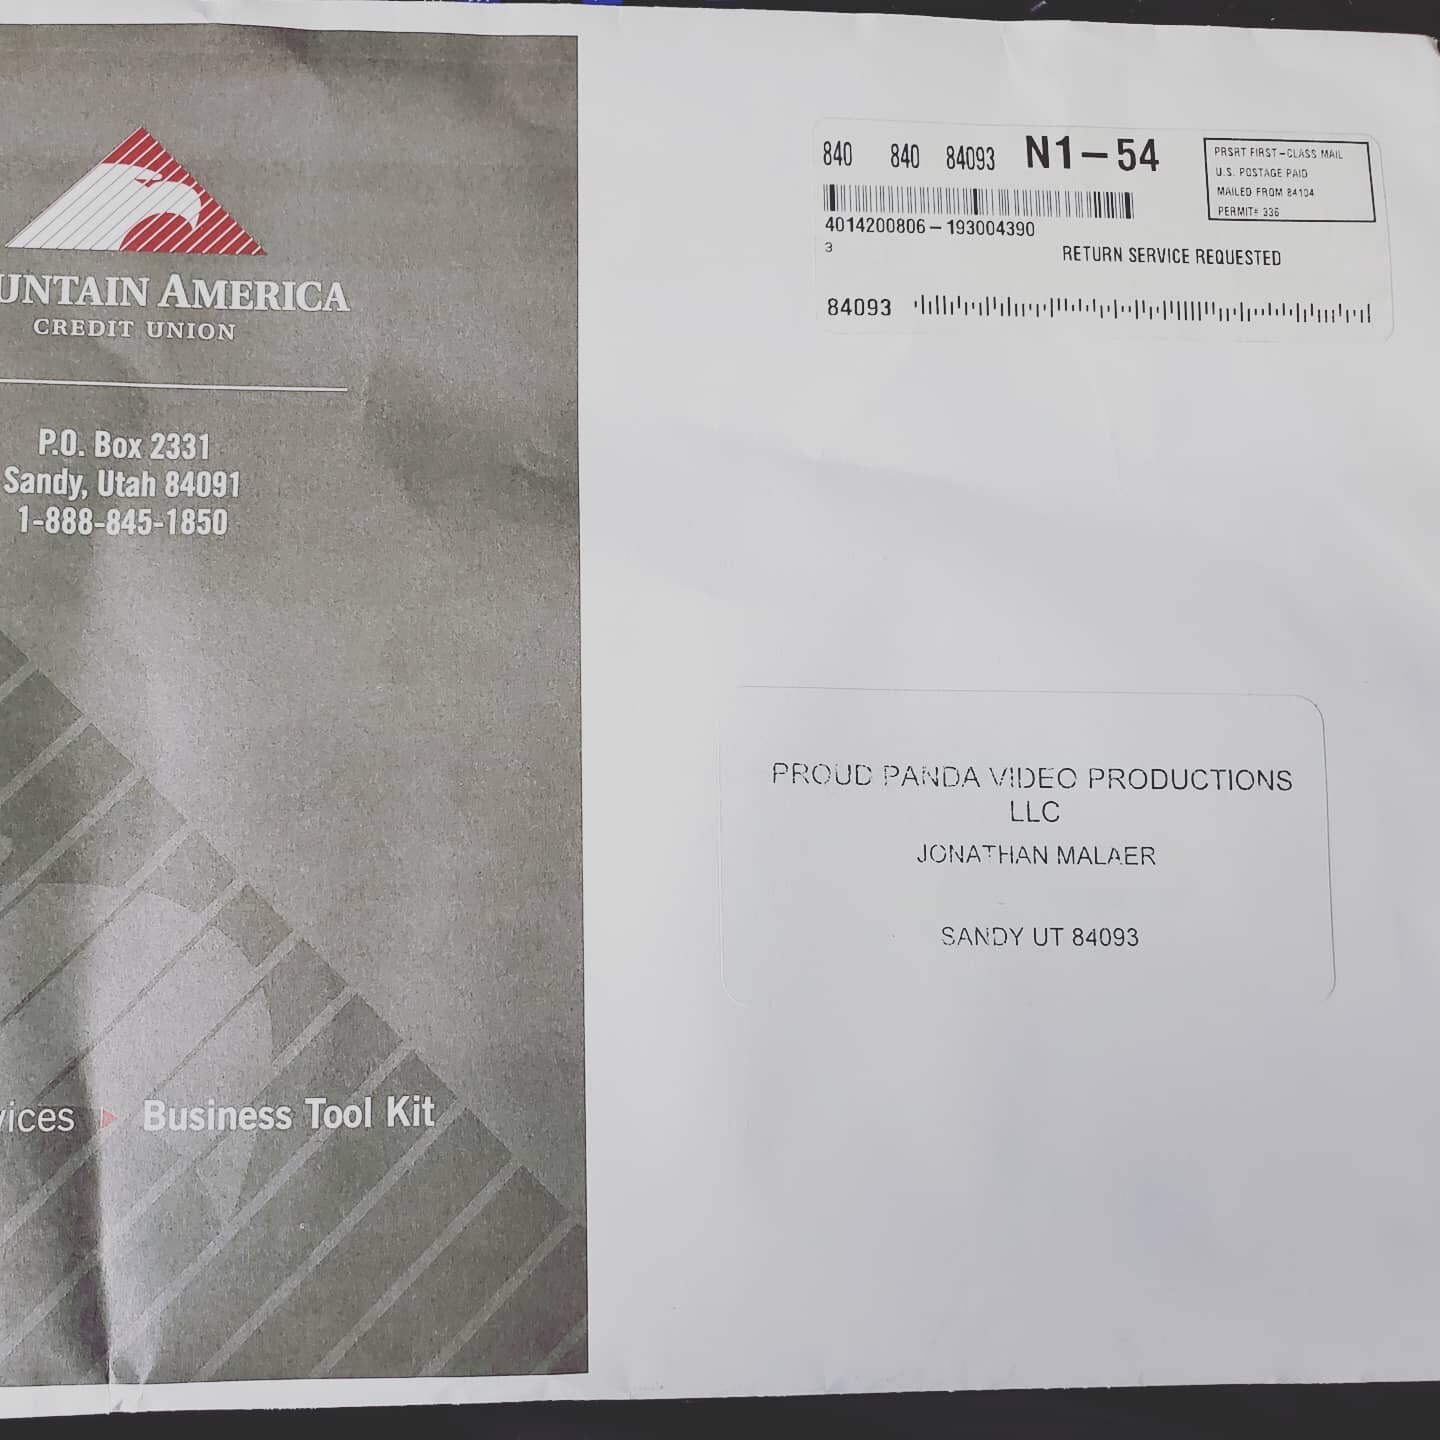 UNTAIN AMERICA
CREDIT UNION
P.O. Box 2331
Sandy, Utah 84091
1-888-845-1850
vices ▸ Business Tool Kit
840 840 84093 N1-54
PRSRT FIRST-CLASS MAIL
U.S. POSTAGE PAID
MAILED FROM 84104
PERMIT# 336
4014200806-193004390
3
RETURN SERVICE REQUESTED
84093
PROUD PANDA VIDEO PRODUCTIONS
LLC
JONATHAN MALAER
SANDY UT 84093